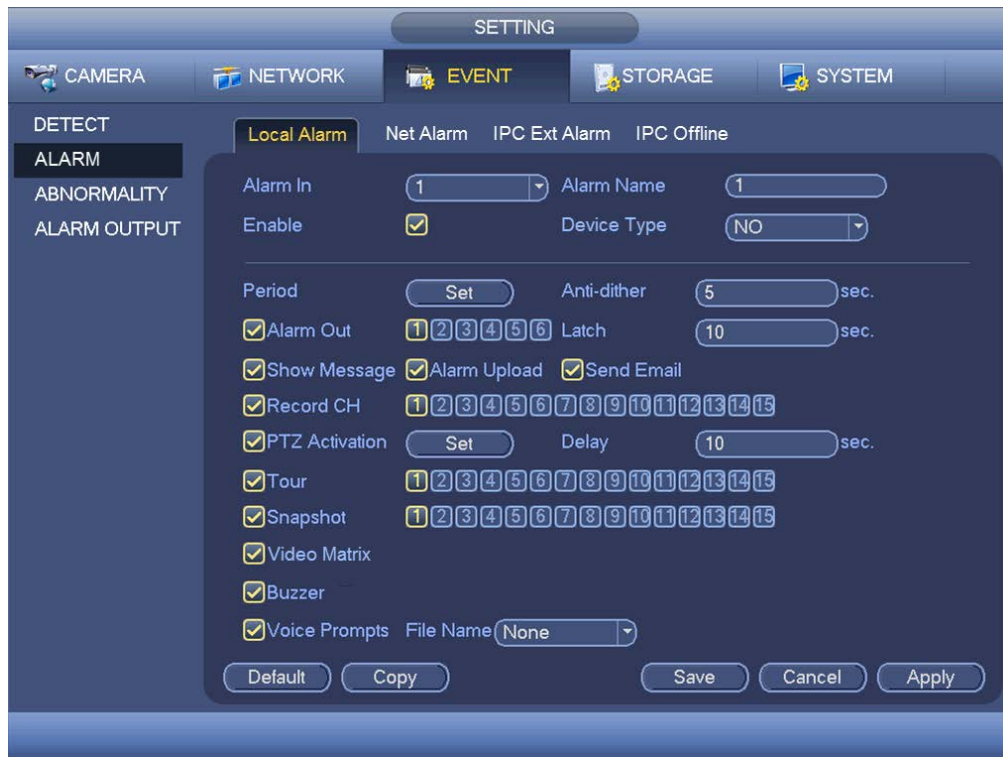 SETTING
CAMERA NETWORK EVENT STORAGE SYSTEM
DETECT
ALARM
ABNORMALITY
ALARM OUTPUT
Local Alarm Net Alarm IPC Ext Alarm IPC Offline
Alarm In 1 Alarm Name 1
Enable Device Type NO
Period Set Anti-dither 5 sec.
Alarm Out 1 2 3 4 5 6 Latch 10 sec.
Show Message Alarm Upload Send Email
Record CH 1 2 3 4 5 6 7 8 9 10 11 12 13 14 15
PTZ Activation Set Delay 10 sec.
Tour 1 2 3 4 5 6 7 8 9 10 11 12 13 14 15
Snapshot 1 2 3 4 5 6 7 8 9 10 11 12 13 14 15
Video Matrix
Buzzer
Voice Prompts File Name None
Default Copy Save Cancel Apply